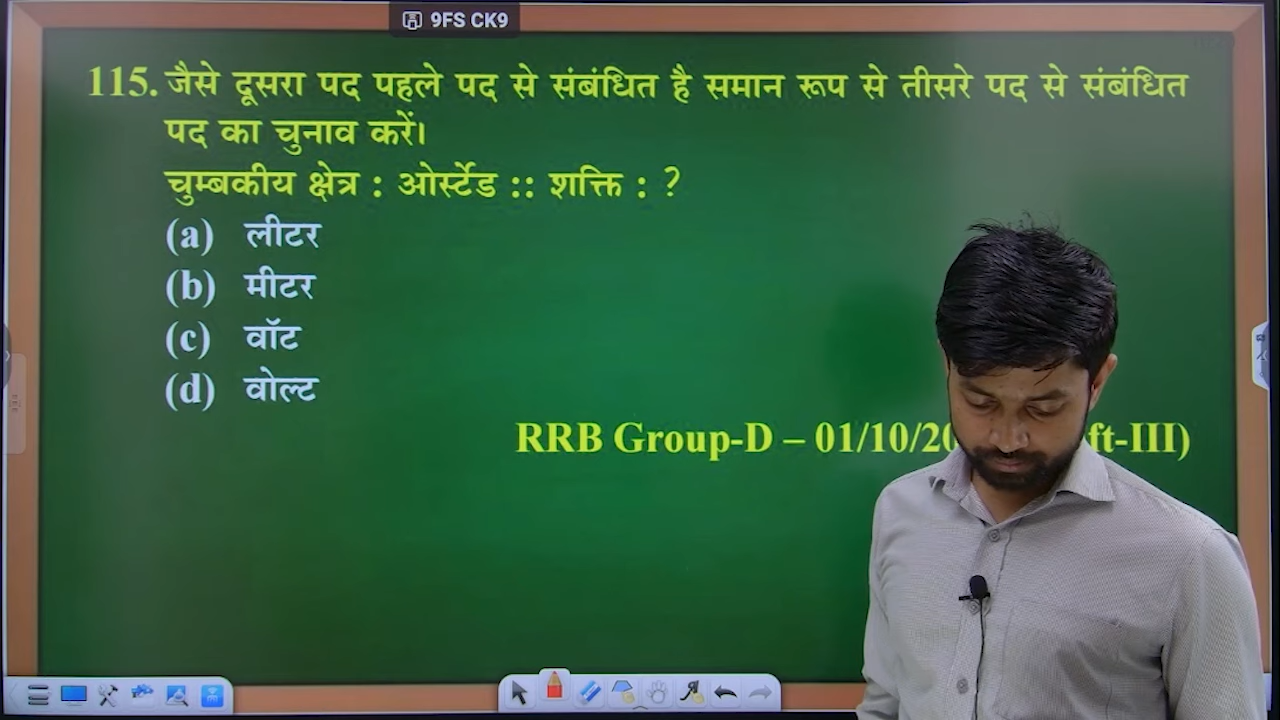 9FS CK9
115. जैसे दूसरा पद पहले पद से संबंधित है समान रूप से तीसरे पद से संबंधित
पद का चुनाव करें।
चुम्बकीय क्षेत्र : ओर्स्टेड :: शक्ति : ?
(a) लीटर
(b) मीटर
(c) वॉट
(d) वोल्ट
RRB Group-D – 01/10/20 ft-III)